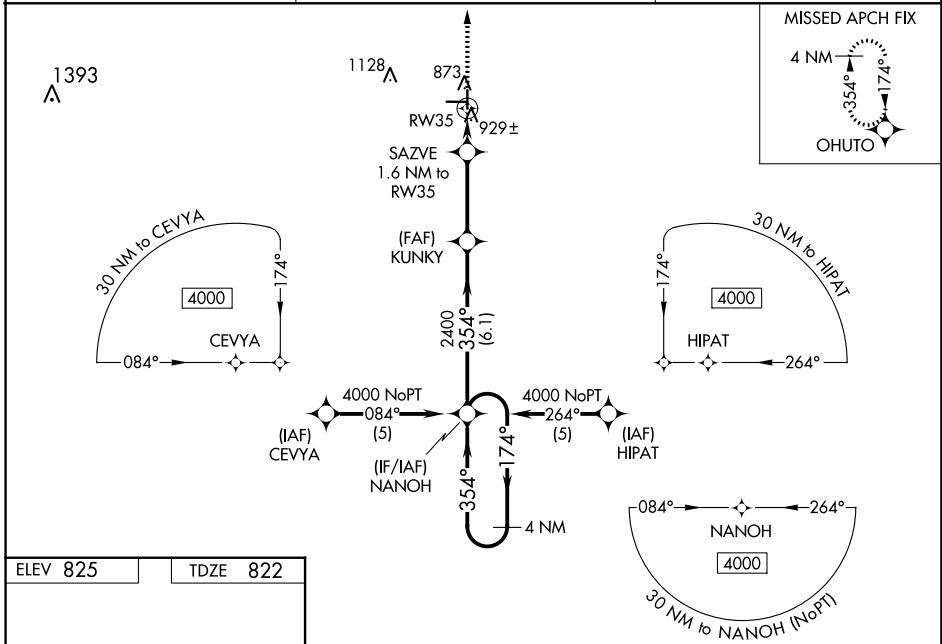 MISSED APCH FIX
4 NM
354°
174°
OHUTO
1393
1128
873
RW35
929±
SAZVE
1.6 NM to
RW35
(FAF)
KUNKY
30 NM to CEVYA
174°
4000
CEVYA
084°
30 NM to HIPAT
174°
4000
HIPAT
264°
2400
354°
(6.1)
4000 NoPT
084°
(5)
(IAF)
CEVYA
4000 NoPT
264°
(5)
(IAF)
HIPAT
(IF/IAF)
NANOH
354°
174°
4 NM
084°
264°
NANOH
4000
30 NM to NANOH (NoPT)
ELEV 825
TDZE 822